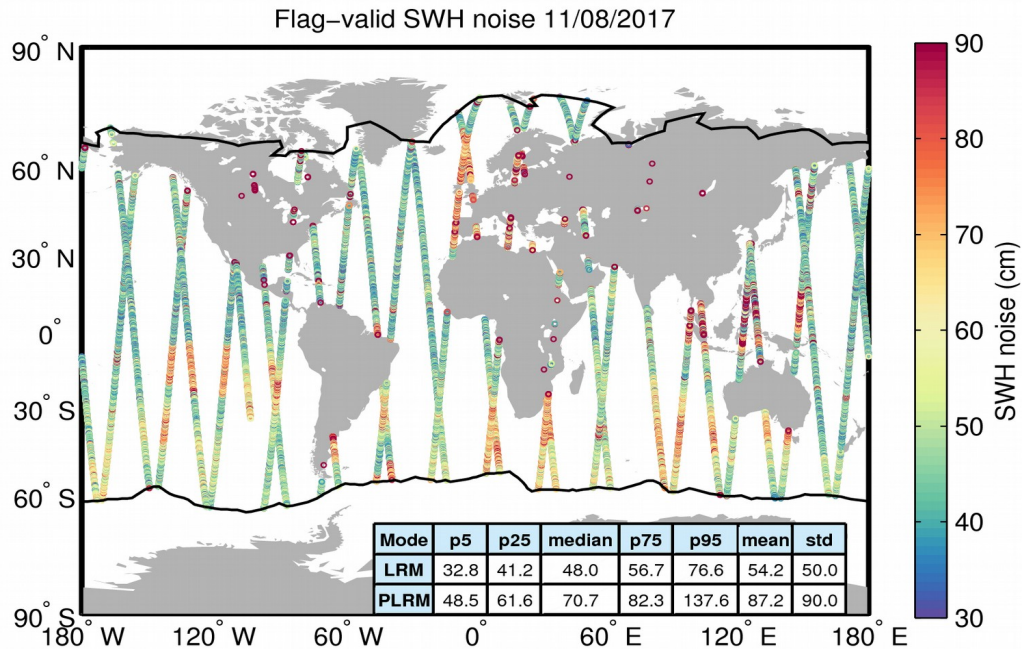 Flag−valid SWH noise 11/08/2017
90° N
60° N
30° N
0°
30° S
60° S
90° S
180° W
120° W
60° W
0°
60° E
120° E
180° E
Mode p5 p25 median p75 p95 mean std
LRM 32.8 41.2 48.0 56.7 76.6 54.2 50.0
PLRM 48.5 61.6 70.7 82.3 137.6 87.2 90.0
90
80
70
60
50
40
30
SWH noise (cm)